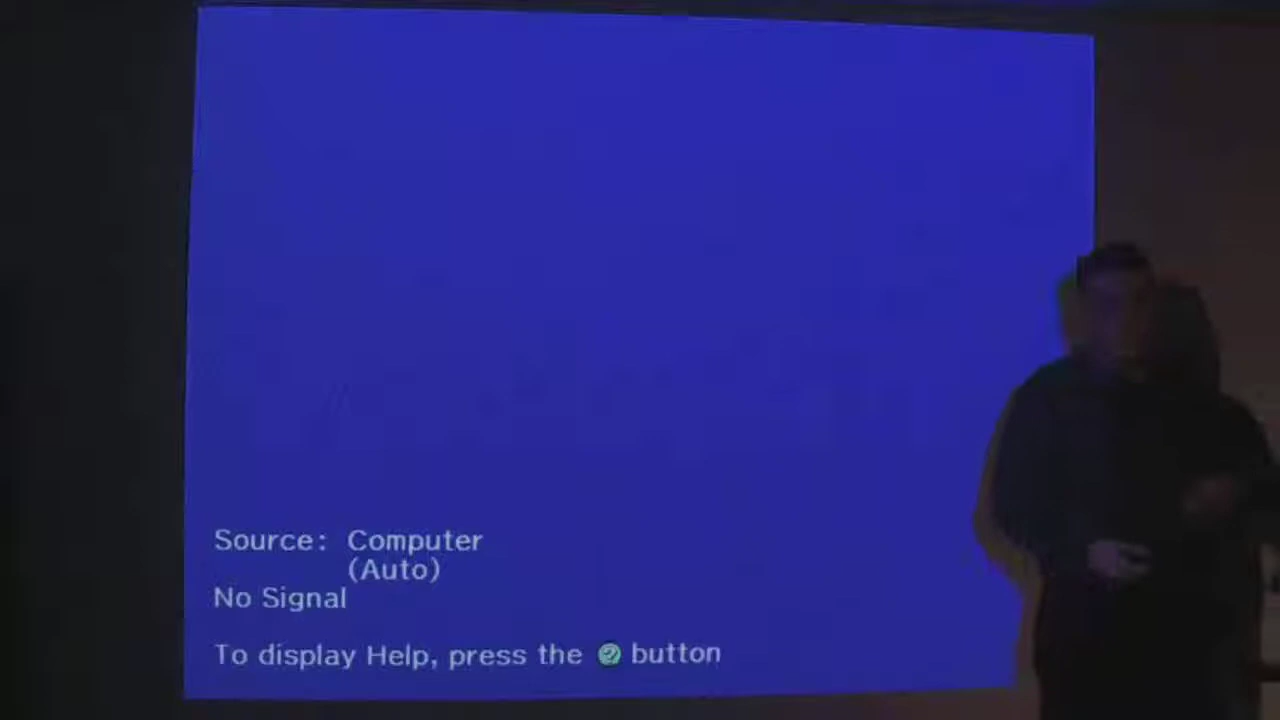 Source: Computer
(Auto)
No Signal
To display Help, press the ? button